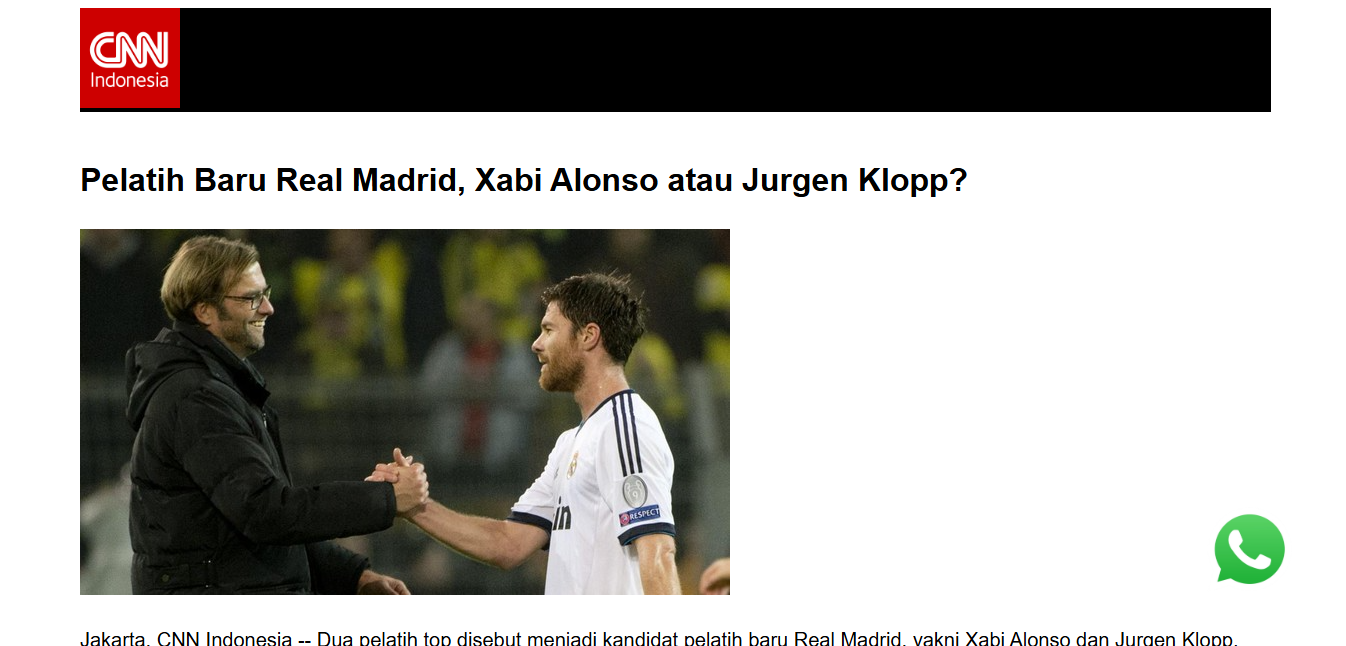 CNN
Indonesia
Pelatih Baru Real Madrid, Xabi Alonso atau Jurgen Klopp?
RESPECT
in
Jakarta, CNN Indonesia -- Dua pelatih top disebut menjadi kandidat pelatih baru Real Madrid, yakni Xabi Alonso dan Jurgen Klopp.